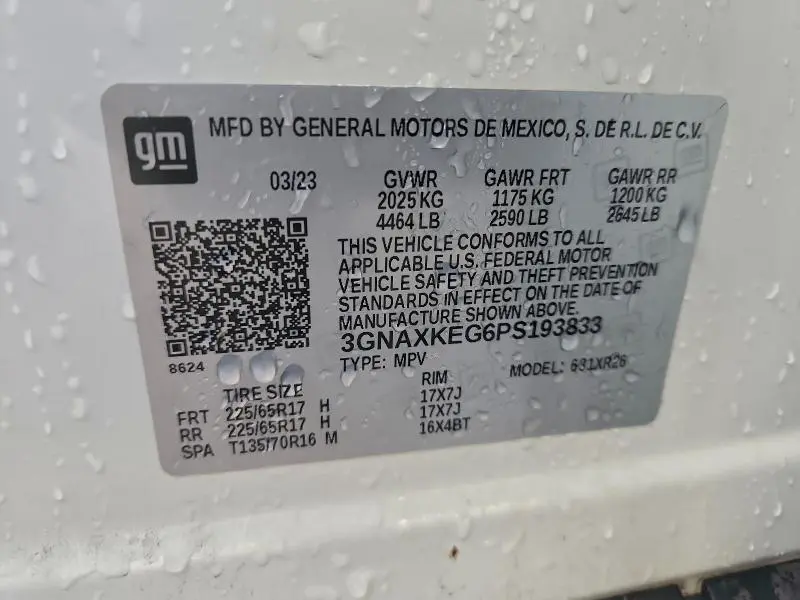 gm
MFD BY GENERAL MOTORS DE MEXICO, S. DE R.L. DE C.V.
03/23 GVWR GAWR FRT GAWR RR
2025 KG 1175 KG 1200 KG
4464 LB 2590 LB 2645 LB
THIS VEHICLE CONFORMS TO ALL
APPLICABLE U.S. FEDERAL MOTOR
VEHICLE SAFETY AND THEFT PREVENTION
STANDARDS IN EFFECT ON THE DATE OF
MANUFACTURE SHOWN ABOVE.
3GNAXKEG6PS193833
8624 TYPE: MPV MODEL: 631XR26
TIRE SIZE RIM
FRT 225/65R17 H 17X7J
RR 225/65R17 H 17X7J
SPA T135/70R16 M 16X4BT